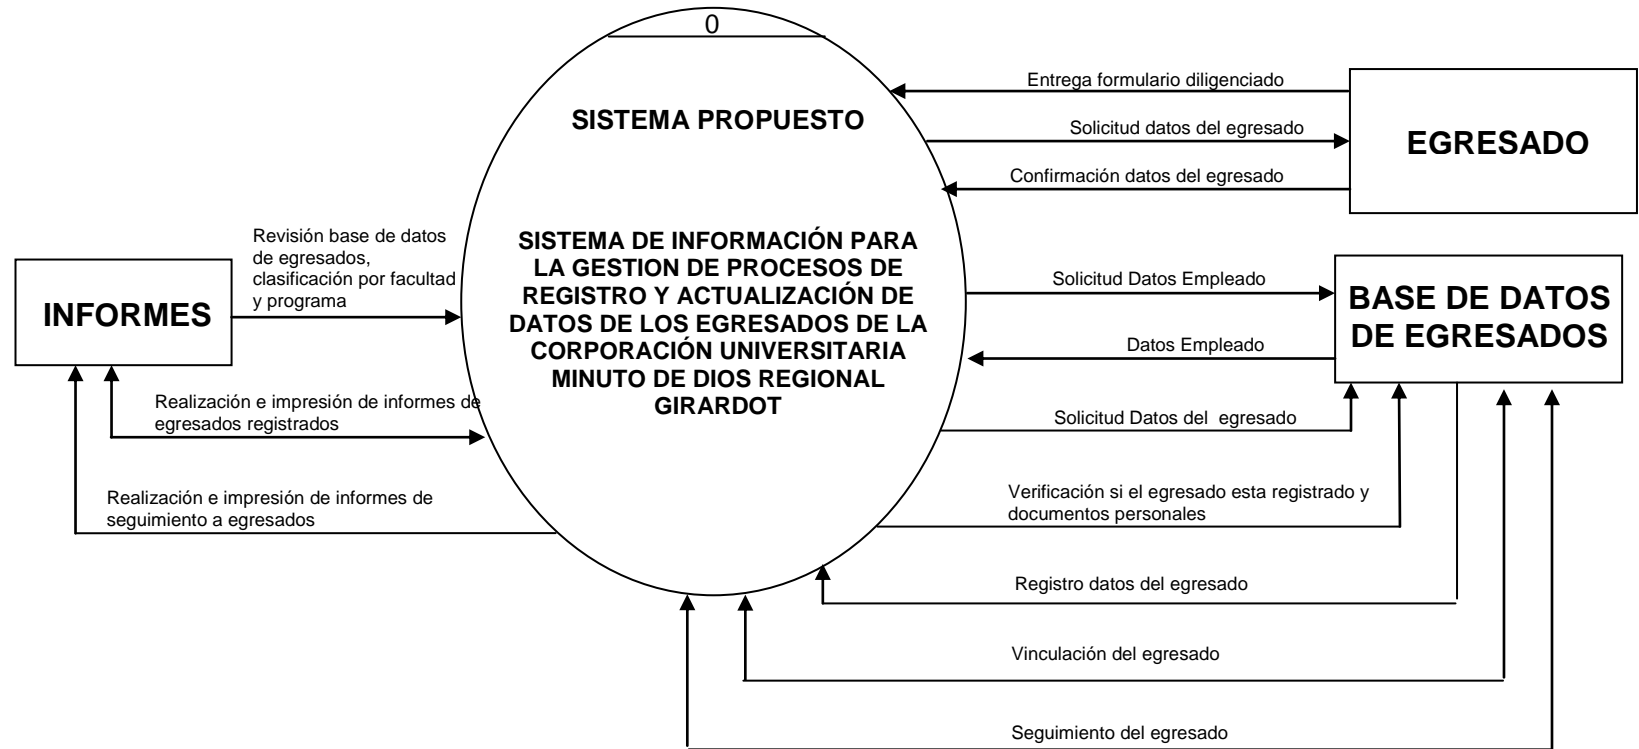 0
SISTEMA PROPUESTO
SISTEMA DE INFORMACIÓN PARA
LA GESTION DE PROCESOS DE
REGISTRO Y ACTUALIZACIÓN DE
DATOS DE LOS EGRESADOS DE LA
CORPORACIÓN UNIVERSITARIA
MINUTO DE DIOS REGIONAL
GIRARDOT
Entrega formulario diligenciado
Solicitud datos del egresado
Confirmación datos del egresado
EGRESADO
Revisión base de datos
de egresados,
clasificación por facultad
y programa
INFORMES
Realización e impresión de informes de
egresados registrados
Realización e impresión de informes de
seguimiento a egresados
Solicitud Datos Empleado
Datos Empleado
BASE DE DATOS
DE EGRESADOS
Solicitud Datos del  egresado
Verificación si el egresado esta registrado y
documentos personales
Registro datos del egresado
Vinculación del egresado
Seguimiento del egresado